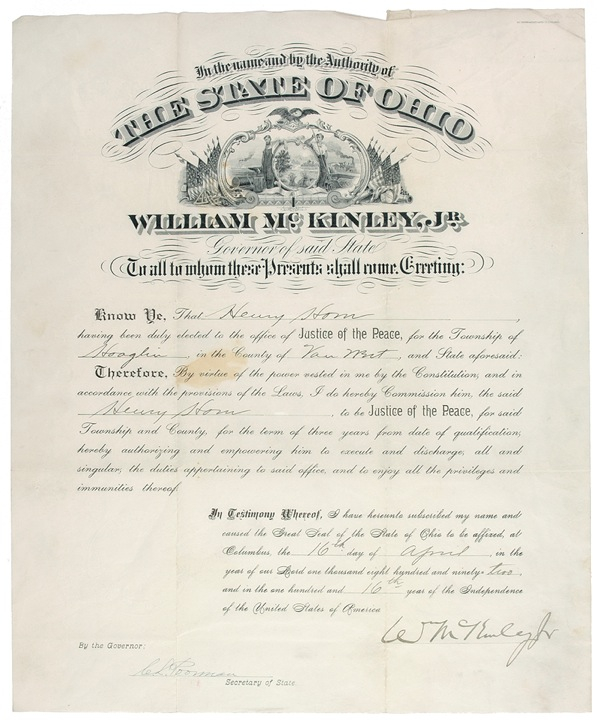 In the name and by the Authority of
THE STATE OF OHIO
WILLIAM McKINLEY, JR.
Governor of said State
To all to whom these Presents shall come, Greeting:
Know Ye, That Henry Horn,
having been duly elected to the office of Justice of the Peace, for the Township of
Hoaglin, in the County of Van Wert, and State aforesaid:
Therefore, By virtue of the power vested in me by the Constitution, and in
accordance with the provisions of the Laws, I do hereby Commission him, the said
Henry Horn, to be Justice of the Peace, for said
Township and County, for the term of three years from date of qualification,
hereby authorizing and empowering him to execute and discharge, all and
singular, the duties appertaining to said office, and to enjoy all the privileges and
immunities thereof.
In Testimony Whereof, I have hereunto subscribed my name and
caused the Great Seal of the State of Ohio to be affixed, at
Columbus, the 16th day of April, in the
year of our Lord one thousand eight hundred and ninety-two,
and in the one hundred and 16th year of the Independence
of the United States of America
Wm McKinley Jr
By the Governor:
C L Poorman
Secretary of State.